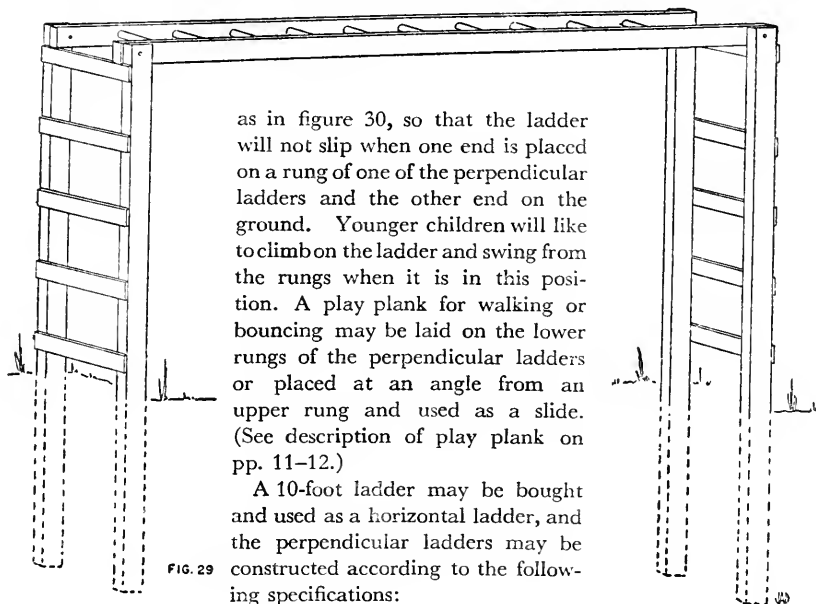 as in figure 30, so that the ladder
will not slip when one end is placed
on a rung of one of the perpendicular
ladders and the other end on the
ground. Younger children will like
to climb on the ladder and swing from
the rungs when it is in this posi-
tion. A play plank for walking or
bouncing may be laid on the lower
rungs of the perpendicular ladders
or placed at an angle from an
upper rung and used as a slide.
(See description of play plank on
pp. 11–12.)
A 10-foot ladder may be bought
and used as a horizontal ladder, and
the perpendicular ladders may be
constructed according to the follow-
ing specifications:
FIG. 29